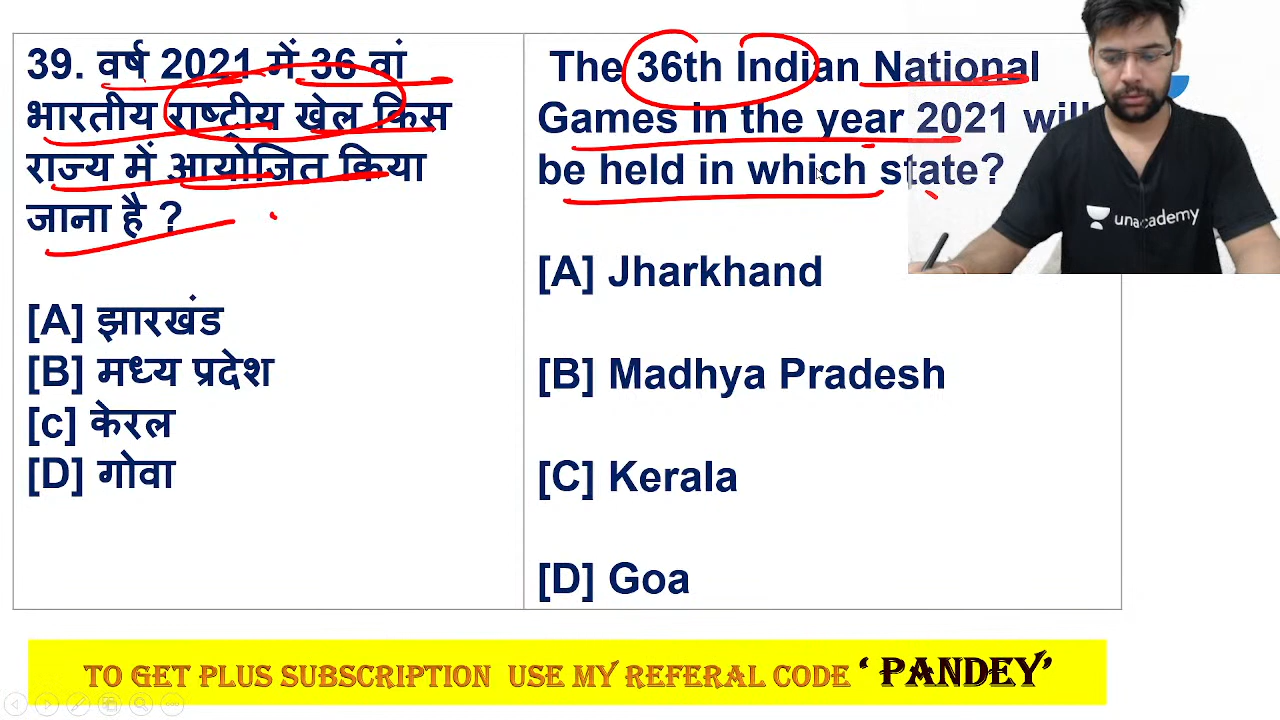 39. वर्ष 2021 में 36 वां
भारतीय राष्ट्रीय खेल किस
राज्य में आयोजित किया
जाना है ?
[A] झारखंड
[B] मध्य प्रदेश
[c] केरल
[D] गोवा
The 36th Indian National
Games in the year 2021 will
be held in which state?
[A] Jharkhand
[B] Madhya Pradesh
[C] Kerala
[D] Goa
unacademy
TO GET PLUS SUBSCRIPTION USE MY REFERAL CODE ‘ PANDEY’